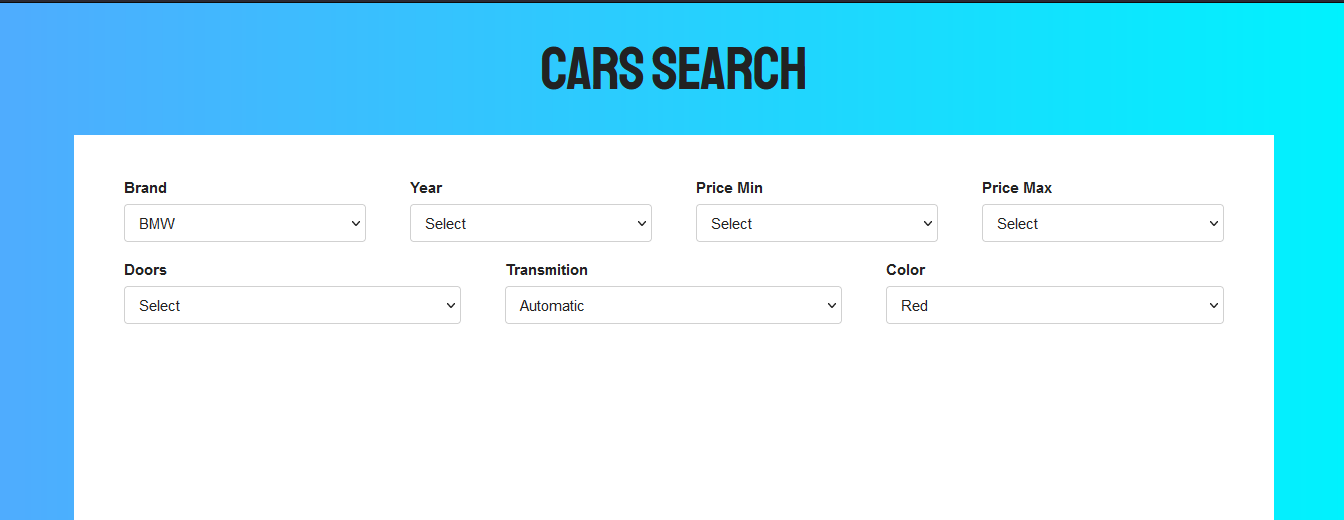 CARS SEARCH
Brand Year Price Min Price Max
BMW Select Select Select
Doors Transmition Color
Select Automatic Red